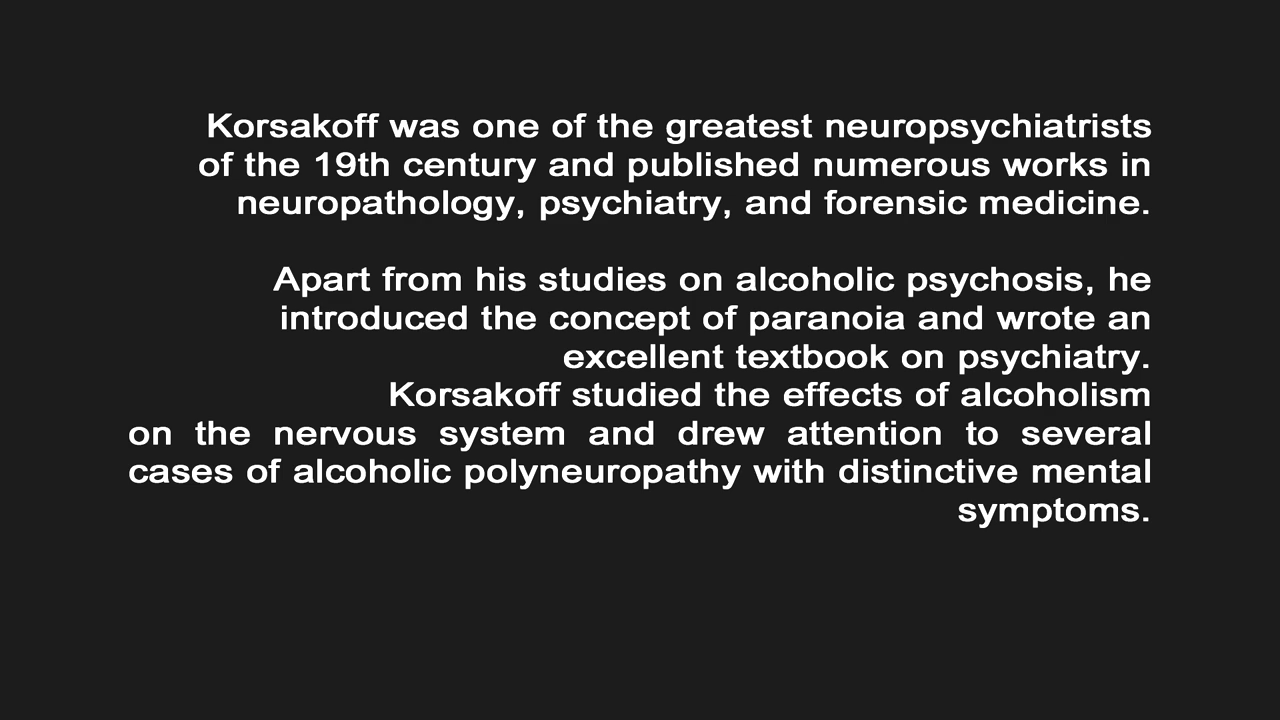 Korsakoff was one of the greatest neuropsychiatrists
of the 19th century and published numerous works in
neuropathology, psychiatry, and forensic medicine.
Apart from his studies on alcoholic psychosis, he
introduced the concept of paranoia and wrote an
excellent textbook on psychiatry.
Korsakoff studied the effects of alcoholism
on the nervous system and drew attention to several
cases of alcoholic polyneuropathy with distinctive mental
symptoms.